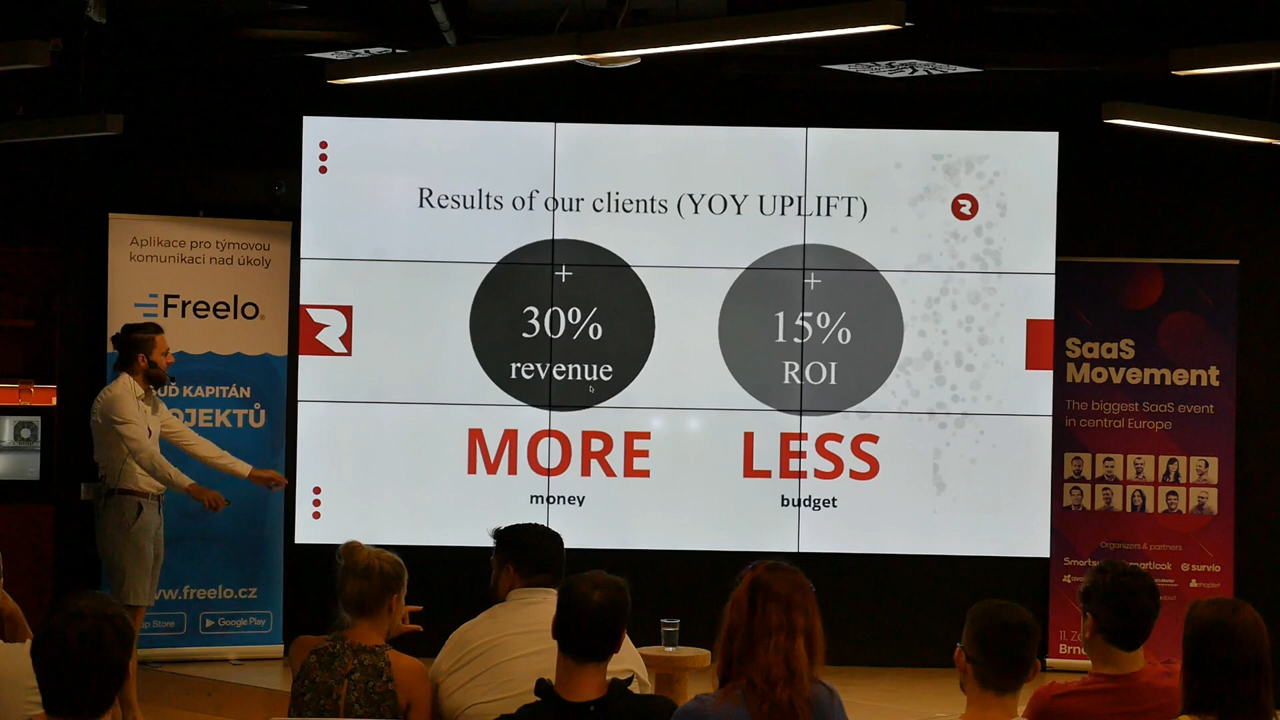 Results of our clients (YOY UPLIFT)
+
30%
revenue
+
15%
ROI
MORE
money
LESS
budget
Aplikace pro týmovou
komunikaci nad úkoly
Freelo
KAPITÁN
www.freelo.cz
Store
Google Play
SaaS
Movement
The biggest SaaS event
in central Europe
Organizers & partners
survio
11.